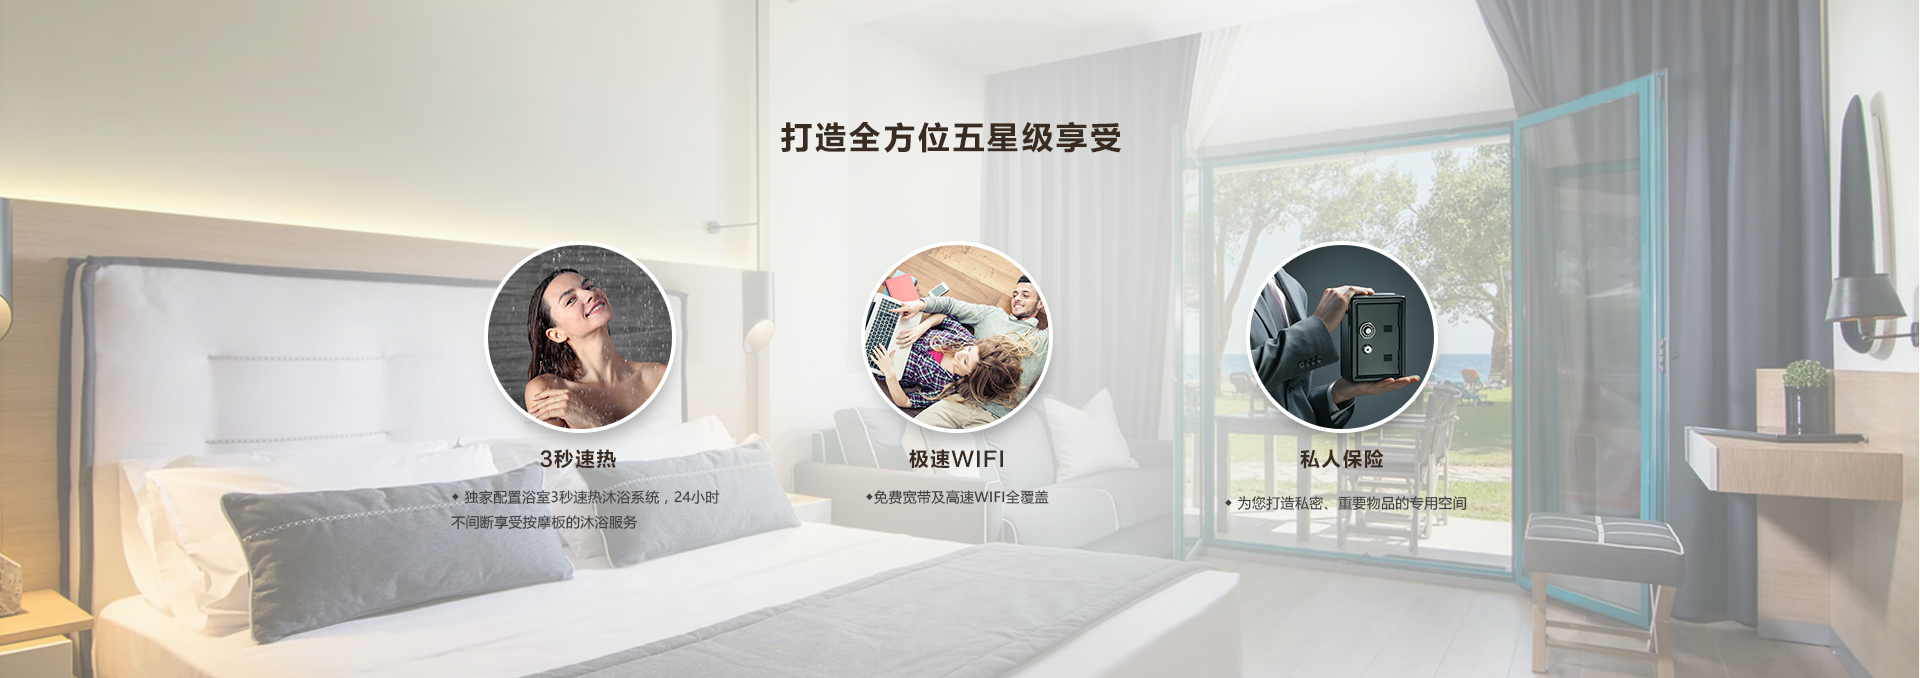 打造全方位五星级享受
3秒速热
◆ 独家配置浴室3秒速热沐浴系统，24小时
不间断享受按摩板的沐浴服务
极速WIFI
◆免费宽带及高速WIFI全覆盖
私人保险
◆ 为您打造私密、重要物品的专用空间